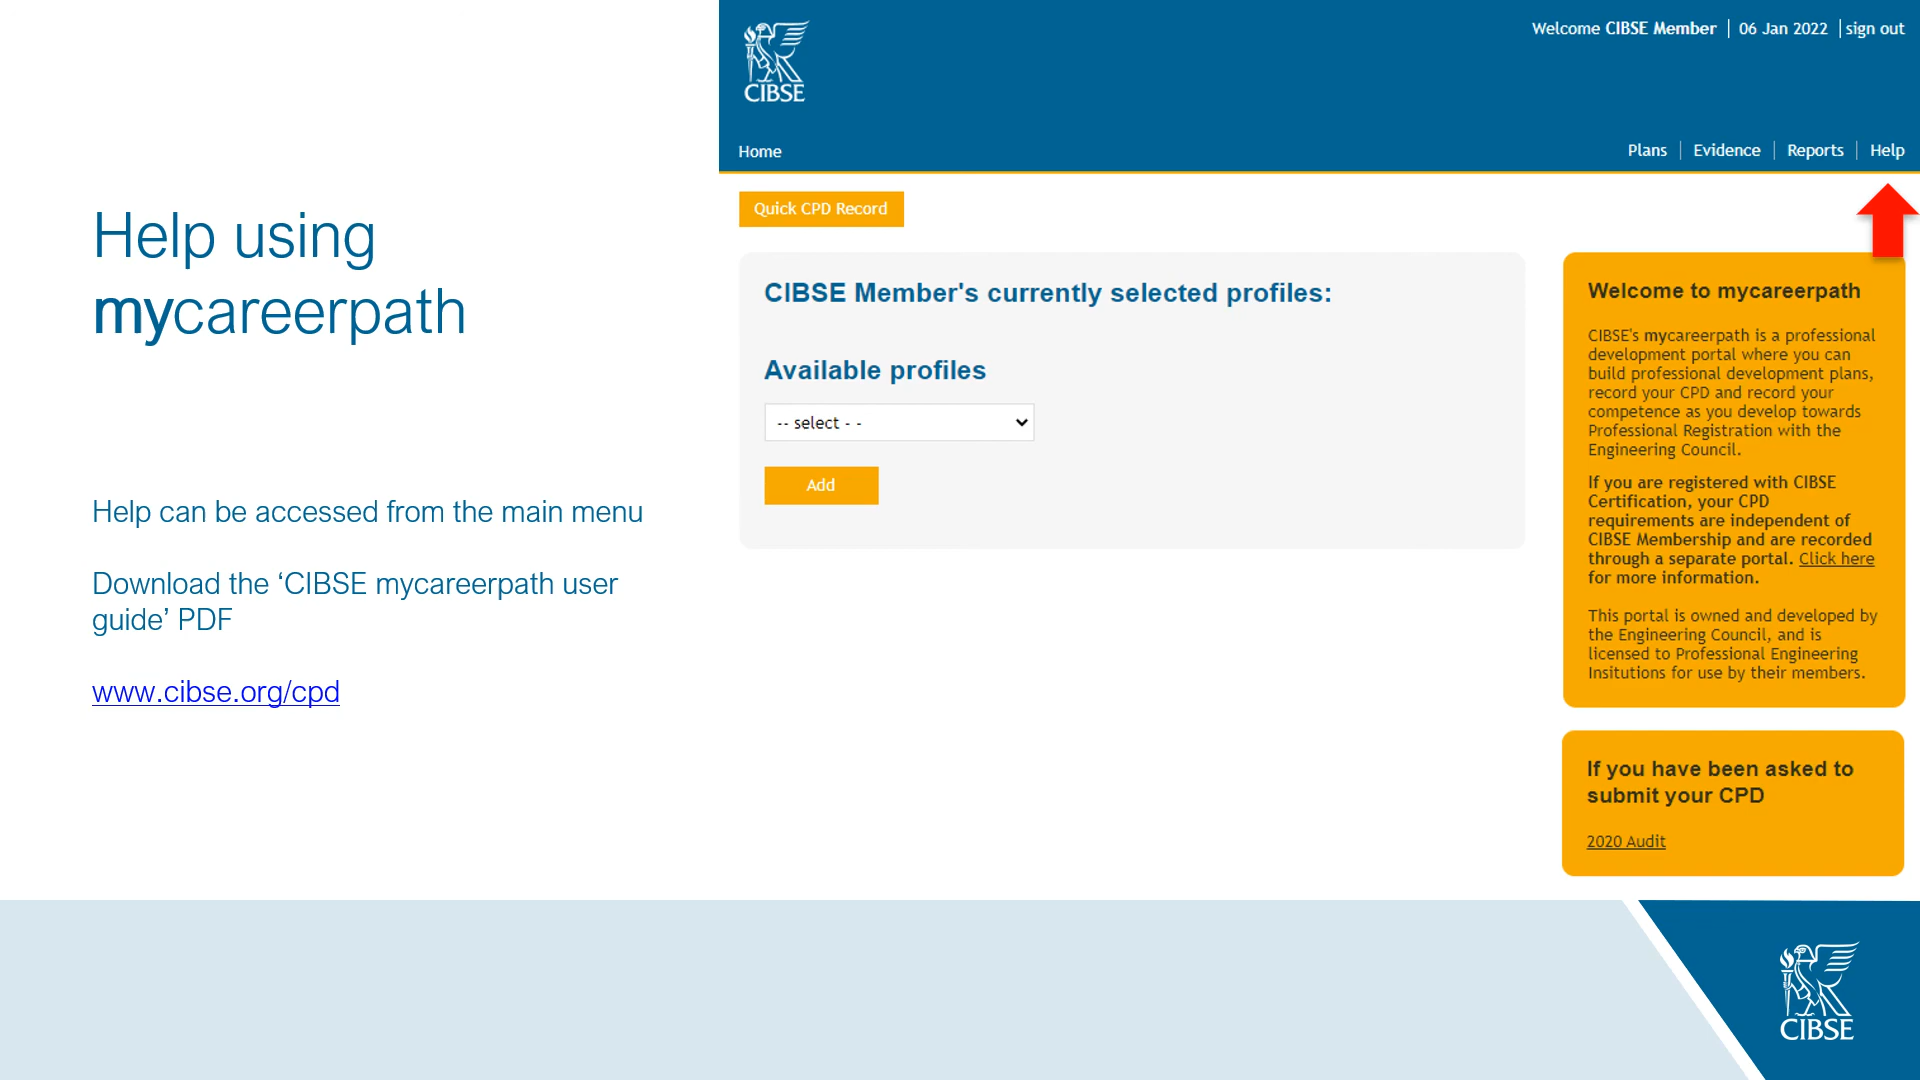 Help using
mycareerpath
Help can be accessed from the main menu
Download the ‘CIBSE mycareerpath user
guide’ PDF
www.cibse.org/cpd
CIBSE
Welcome CIBSE Member | 06 Jan 2022 | sign out
Home
Plans | Evidence | Reports | Help
Quick CPD Record
CIBSE Member's currently selected profiles:
Available profiles
-- select - -
Add
Welcome to mycareerpath
CIBSE's mycareerpath is a professional
development portal where you can
build professional development plans,
record your CPD and record your
competence as you develop towards
Professional Registration with the
Engineering Council.
If you are registered with CIBSE
Certification, your CPD
requirements are independent of
CIBSE Membership and are recorded
through a separate portal. Click here
for more information.
This portal is owned and developed by
the Engineering Council, and is
licensed to Professional Engineering
Insitutions for use by their members.
If you have been asked to
submit your CPD
2020 Audit
CIBSE